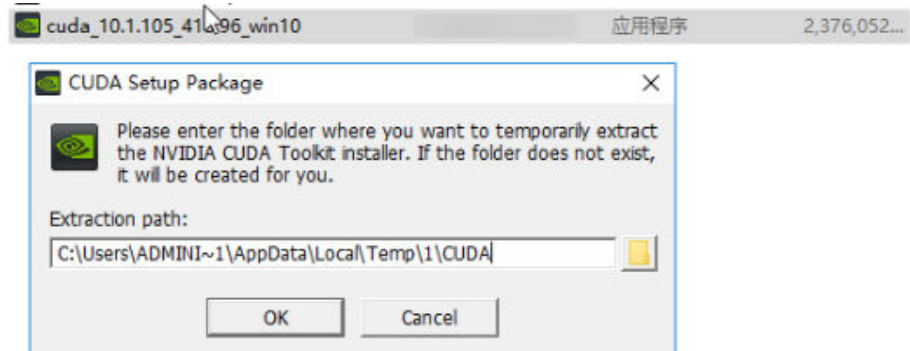 cuda_10.1.105_41 96_win10 应用程序 2,376,052...
CUDA Setup Package
Please enter the folder where you want to temporarily extract
the NVIDIA CUDA Toolkit installer. If the folder does not exist,
it will be created for you.
Extraction path:
C:\Users\ADMINI~1\AppData\Local\Temp\1\CUDA
OK Cancel